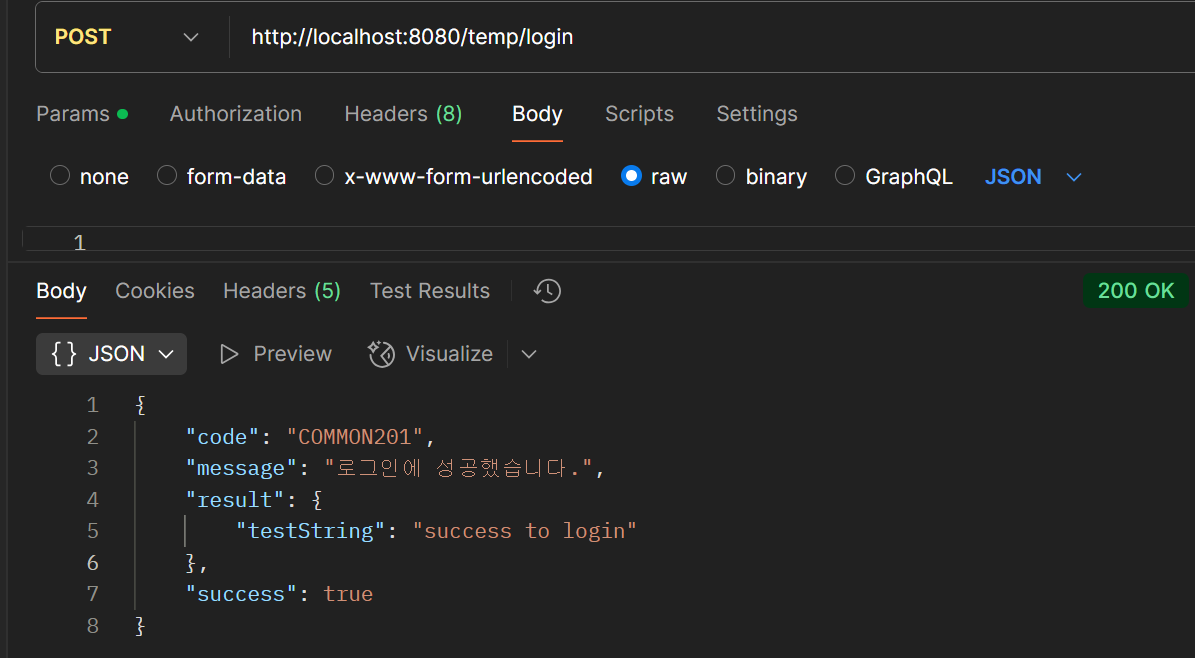 POST http://localhost:8080/temp/login
Params Authorization Headers (8) Body Scripts Settings
none form-data x-www-form-urlencoded raw binary GraphQL JSON
1
Body Cookies Headers (5) Test Results 200 OK
{ } JSON Preview Visualize
1 {
2 "code": "COMMON201",
3 "message": "로그인에 성공했습니다.",
4 "result": {
5 "testString": "success to login"
6 },
7 "success": true
8 }